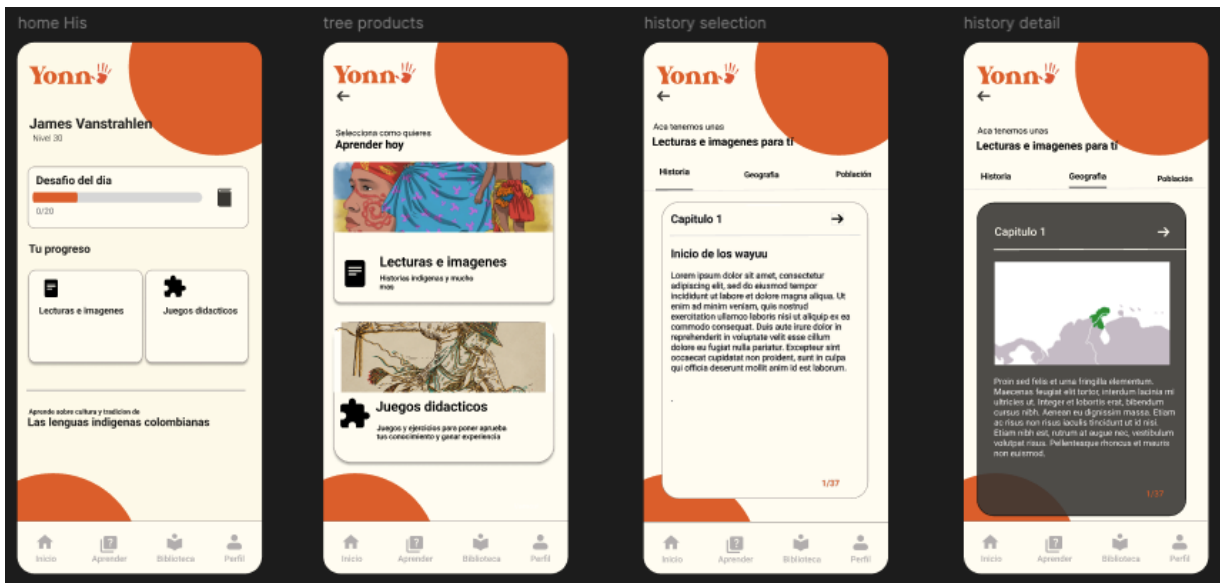 home His
Yonn
James Vanstrahlen
Nivel 30
Desafio del dia
0/20
Tu progreso
Lecturas e imagenes
Juegos didacticos
Aprende sobre cultura y tradicion de
Las lenguas indigenas colombianas
Inicio
Aprender
Biblioteca
Perfil
tree products
Yonn
Selecciona como quieres
Aprender hoy
Lecturas e imagenes
Historias indigenas y mucho
mas
Juegos didacticos
Juegos y ejercicios para poner aprueba
tus conocimiento y ganar experiencia
Inicio
Aprender
Biblioteca
Perfil
history selection
Yonn
Aca tenemos unas
Lecturas e imagenes para tí
Historia
Geografia
Población
Capitulo 1
Inicio de los wayuu
Lorem ipsum dolor sit amet, consectetur
adipiscing elit, sed do eiusmod tempor
incididunt ut labore et dolore magna aliqua. Ut
enim ad minim veniam, quis nostrud
exercitation ullamco laboris nisi ut aliquip ex ea
commodo consequat. Duis aute irure dolor in
reprehenderit in voluptate velit esse cillum
dolore eu fugiat nulla pariatur. Excepteur sint
occaecat cupidatat non proident, sunt in culpa
qui officia deserunt mollit anim id est laborum.
.
1/37
Inicio
Aprender
Biblioteca
Perfil
history detail
Yonn
Aca tenemos unas
Lecturas e imagenes para tí
Historia
Geografia
Población
Capitulo 1
Proin sed felis et urna fringilla elementum.
Maecenas feugiat elit tortor, interdum lacinia mi
ultricies ut. Integer et lobortis erat, bibendum
cursus nibh. Aenean eu dignissim massa. Etiam
ac risus non risus iaculis tincidunt ut id nisi.
Etiam nibh est, rutrum at augue nec, vestibulum
volutpat risus. Pellentesque rhoncus et mauris
non euismod.
1/37
Inicio
Aprender
Biblioteca
Perfil